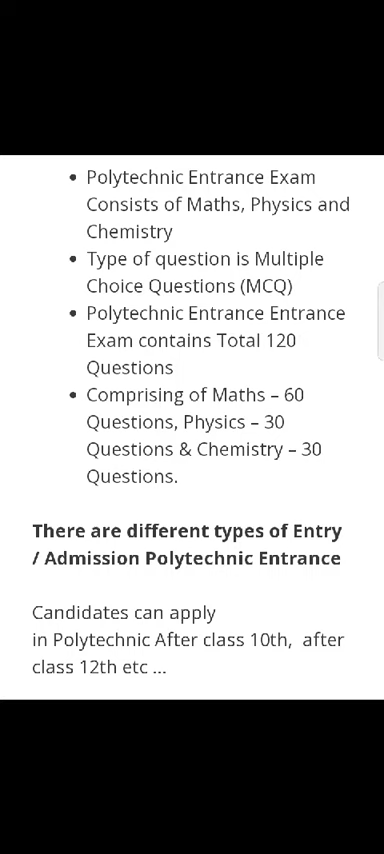 • Polytechnic Entrance Exam
Consists of Maths, Physics and
Chemistry
• Type of question is Multiple
Choice Questions (MCQ)
• Polytechnic Entrance Entrance
Exam contains Total 120
Questions
• Comprising of Maths – 60
Questions, Physics – 30
Questions & Chemistry – 30
Questions.
There are different types of Entry
/ Admission Polytechnic Entrance
Candidates can apply
in Polytechnic After class 10th, after
class 12th etc ...